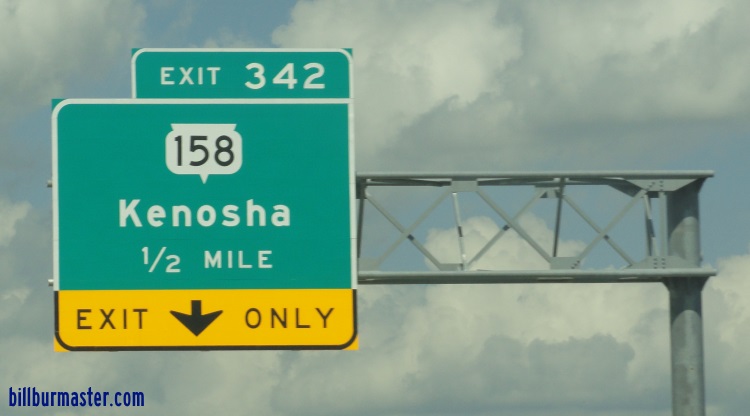 EXIT 342
158
Kenosha
1/2 MILE
EXIT ONLY
billburmaster.com